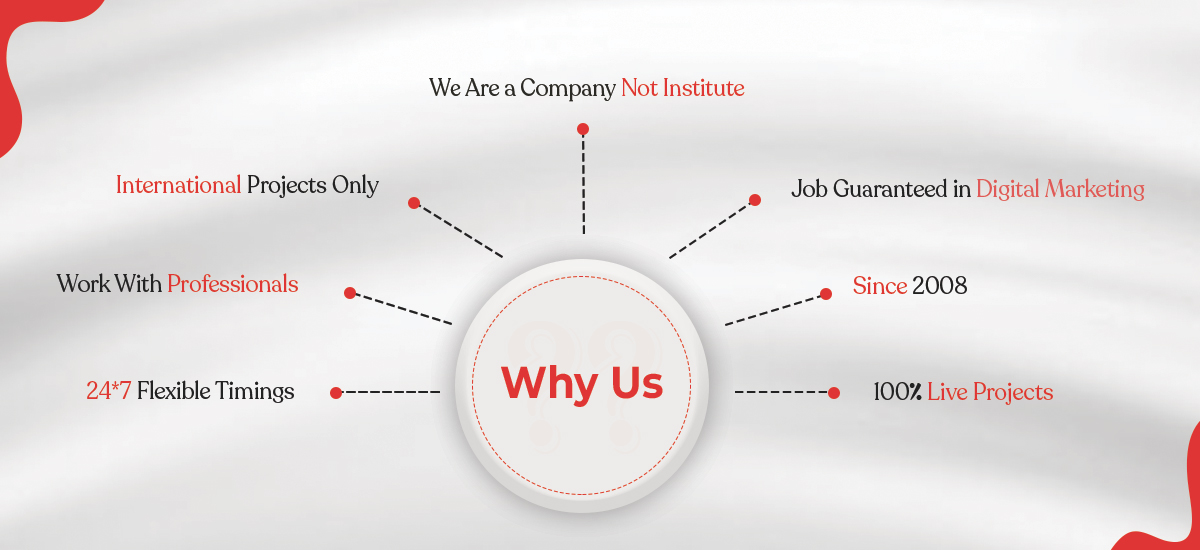 We Are a Company Not Institute
International Projects Only
Job Guaranteed in Digital Marketing
Work With Professionals
Since 2008
24*7 Flexible Timings
Why Us
100% Live Projects